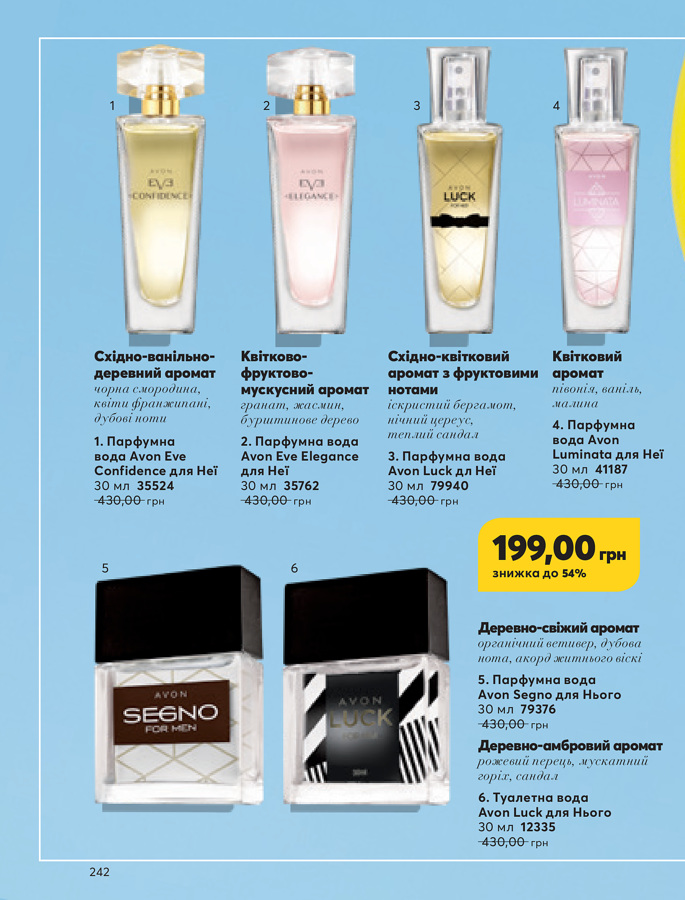 1
2
3
4
AVON
EVE
CONFIDENCE
AVON
EVE
ELEGANCE
AVON
LUCK
FOR HER
AVON
LUMINATA
Східно-ванільно-
деревний аромат
чорна смородина,
квіти франжипані,
дубові ноти
1. Парфумна
вода Avon Eve
Confidence для Неї
30 мл 35524
430,00 грн
Квітково-
фруктово-
мускусний аромат
гранат, жасмин,
бурштинове дерево
2. Парфумна вода
Avon Eve Elegance
для Неї
30 мл 35762
430,00 грн
Східно-квітковий
аромат з фруктовими
нотами
іскристий бергамот,
нічний цереус,
теплий сандал
3. Парфумна вода
Avon Luck дл Неї
30 мл 79940
430,00 грн
Квітковий
аромат
півонія, ваніль,
малина
4. Парфумна
вода Avon
Luminata для Неї
30 мл 41187
430,00 грн
199,00 грн
знижка до 54%
5
6
AVON
SEGNO
FOR MEN
AVON
LUCK
30ml
Деревно-свіжий аромат
органічний ветивер, дубова
нота, акорд житнього віскі
5. Парфумна вода
Avon Segno для Нього
30 мл 79376
430,00 грн
Деревно-амбровий аромат
рожевий перець, мускатний
горіх, сандал
6. Туалетна вода
Avon Luck для Нього
30 мл 12335
430,00 грн
242